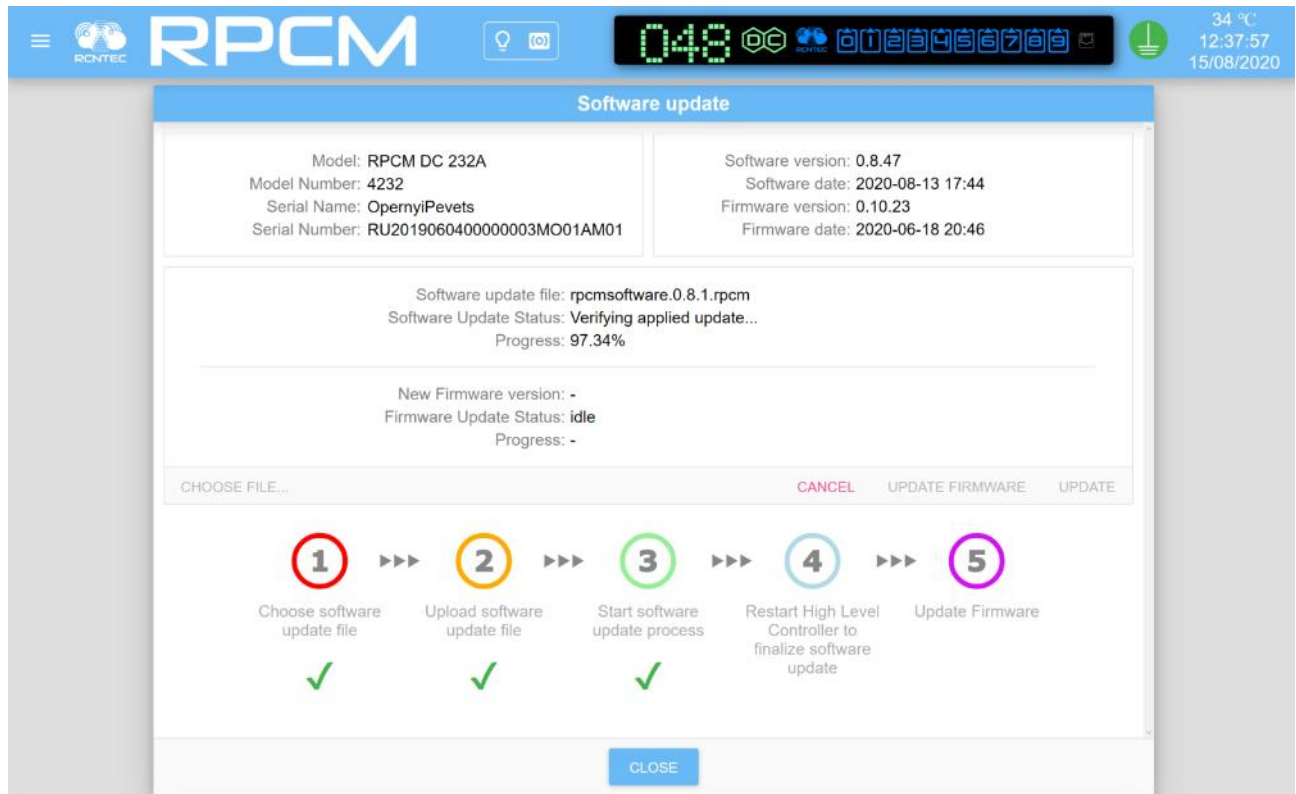 RCNTEC
RPCM
048 DC RCNTEC 0 1 2 3 4 5 6 7 8 9
34 °C
12:37:57
15/08/2020
Software update
Model: RPCM DC 232A
Model Number: 4232
Serial Name: OpernyiPevets
Serial Number: RU2019060400000003MO01AM01
Software version: 0.8.47
Software date: 2020-08-13 17:44
Firmware version: 0.10.23
Firmware date: 2020-06-18 20:46
Software update file: rpcmsoftware.0.8.1.rpcm
Software Update Status: Verifying applied update...
Progress: 97.34%
New Firmware version: -
Firmware Update Status: idle
Progress: -
CHOOSE FILE... CANCEL UPDATE FIRMWARE UPDATE
1 2 3 4 5
Choose software
update file
Upload software
update file
Start software
update process
Restart High Level
Controller to
finalize software
update
Update Firmware
CLOSE